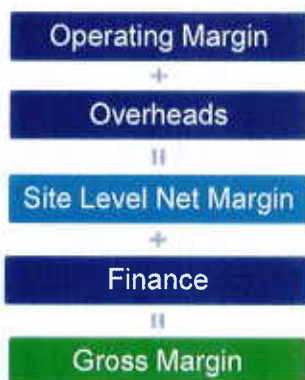 Operating Margin
+
Overheads
=
Site Level Net Margin
+
Finance
=
Gross Margin